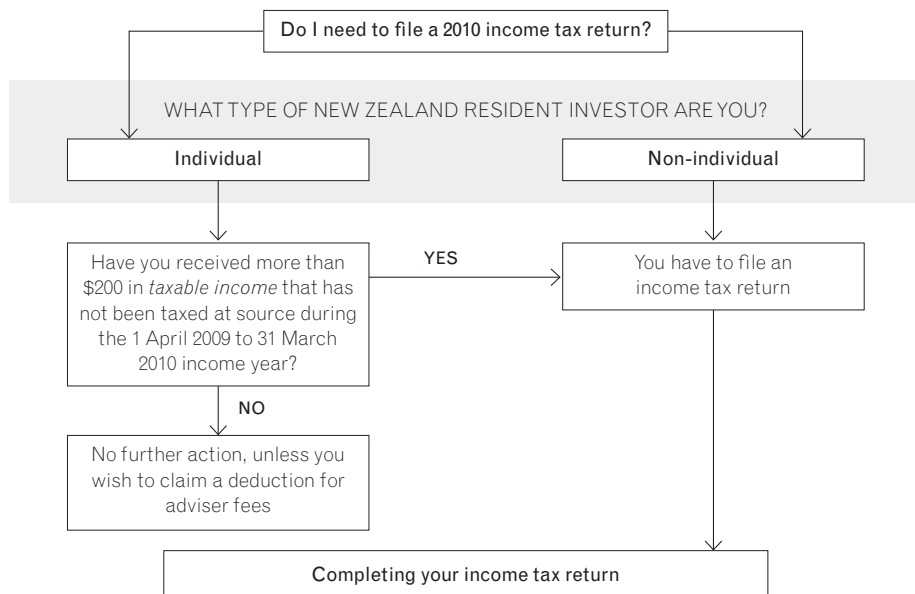 Do I need to file a 2010 income tax return?
WHAT TYPE OF NEW ZEALAND RESIDENT INVESTOR ARE YOU?
Individual
Non-individual
Have you received more than
$200 in taxable income that has
not been taxed at source during
the 1 April 2009 to 31 March
2010 income year?
YES
You have to file an
income tax return
NO
No further action, unless you
wish to claim a deduction for
adviser fees
Completing your income tax return